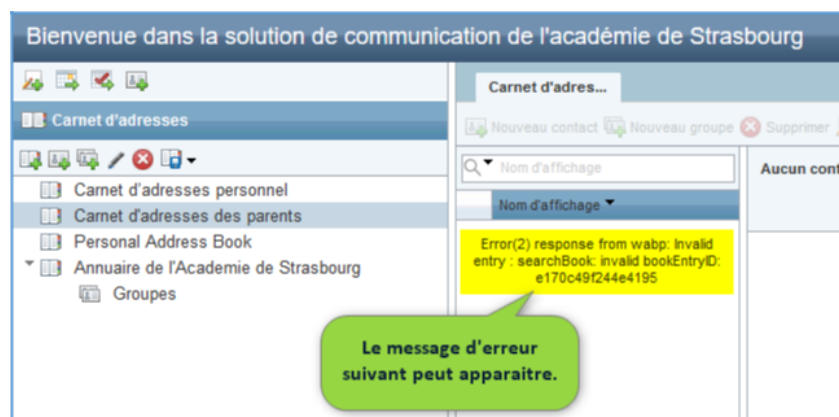 Bienvenue dans la solution de communication de l'académie de Strasbourg
Carnet d'adresses
Carnet d'adresses personnel
Carnet d'adresses des parents
Personal Address Book
Annuaire de l'Academie de Strasbourg
Groupes
Carnet d'adres...
Nouveau contact Nouveau groupe Supprimer
Nom d'affichage
Aucun cont
Nom d'affichage
Error(2) response from wabp: Invalid
entry : searchBook: invalid bookEntryID:
e170c49f244e4195
Le message d'erreur
suivant peut apparaitre.